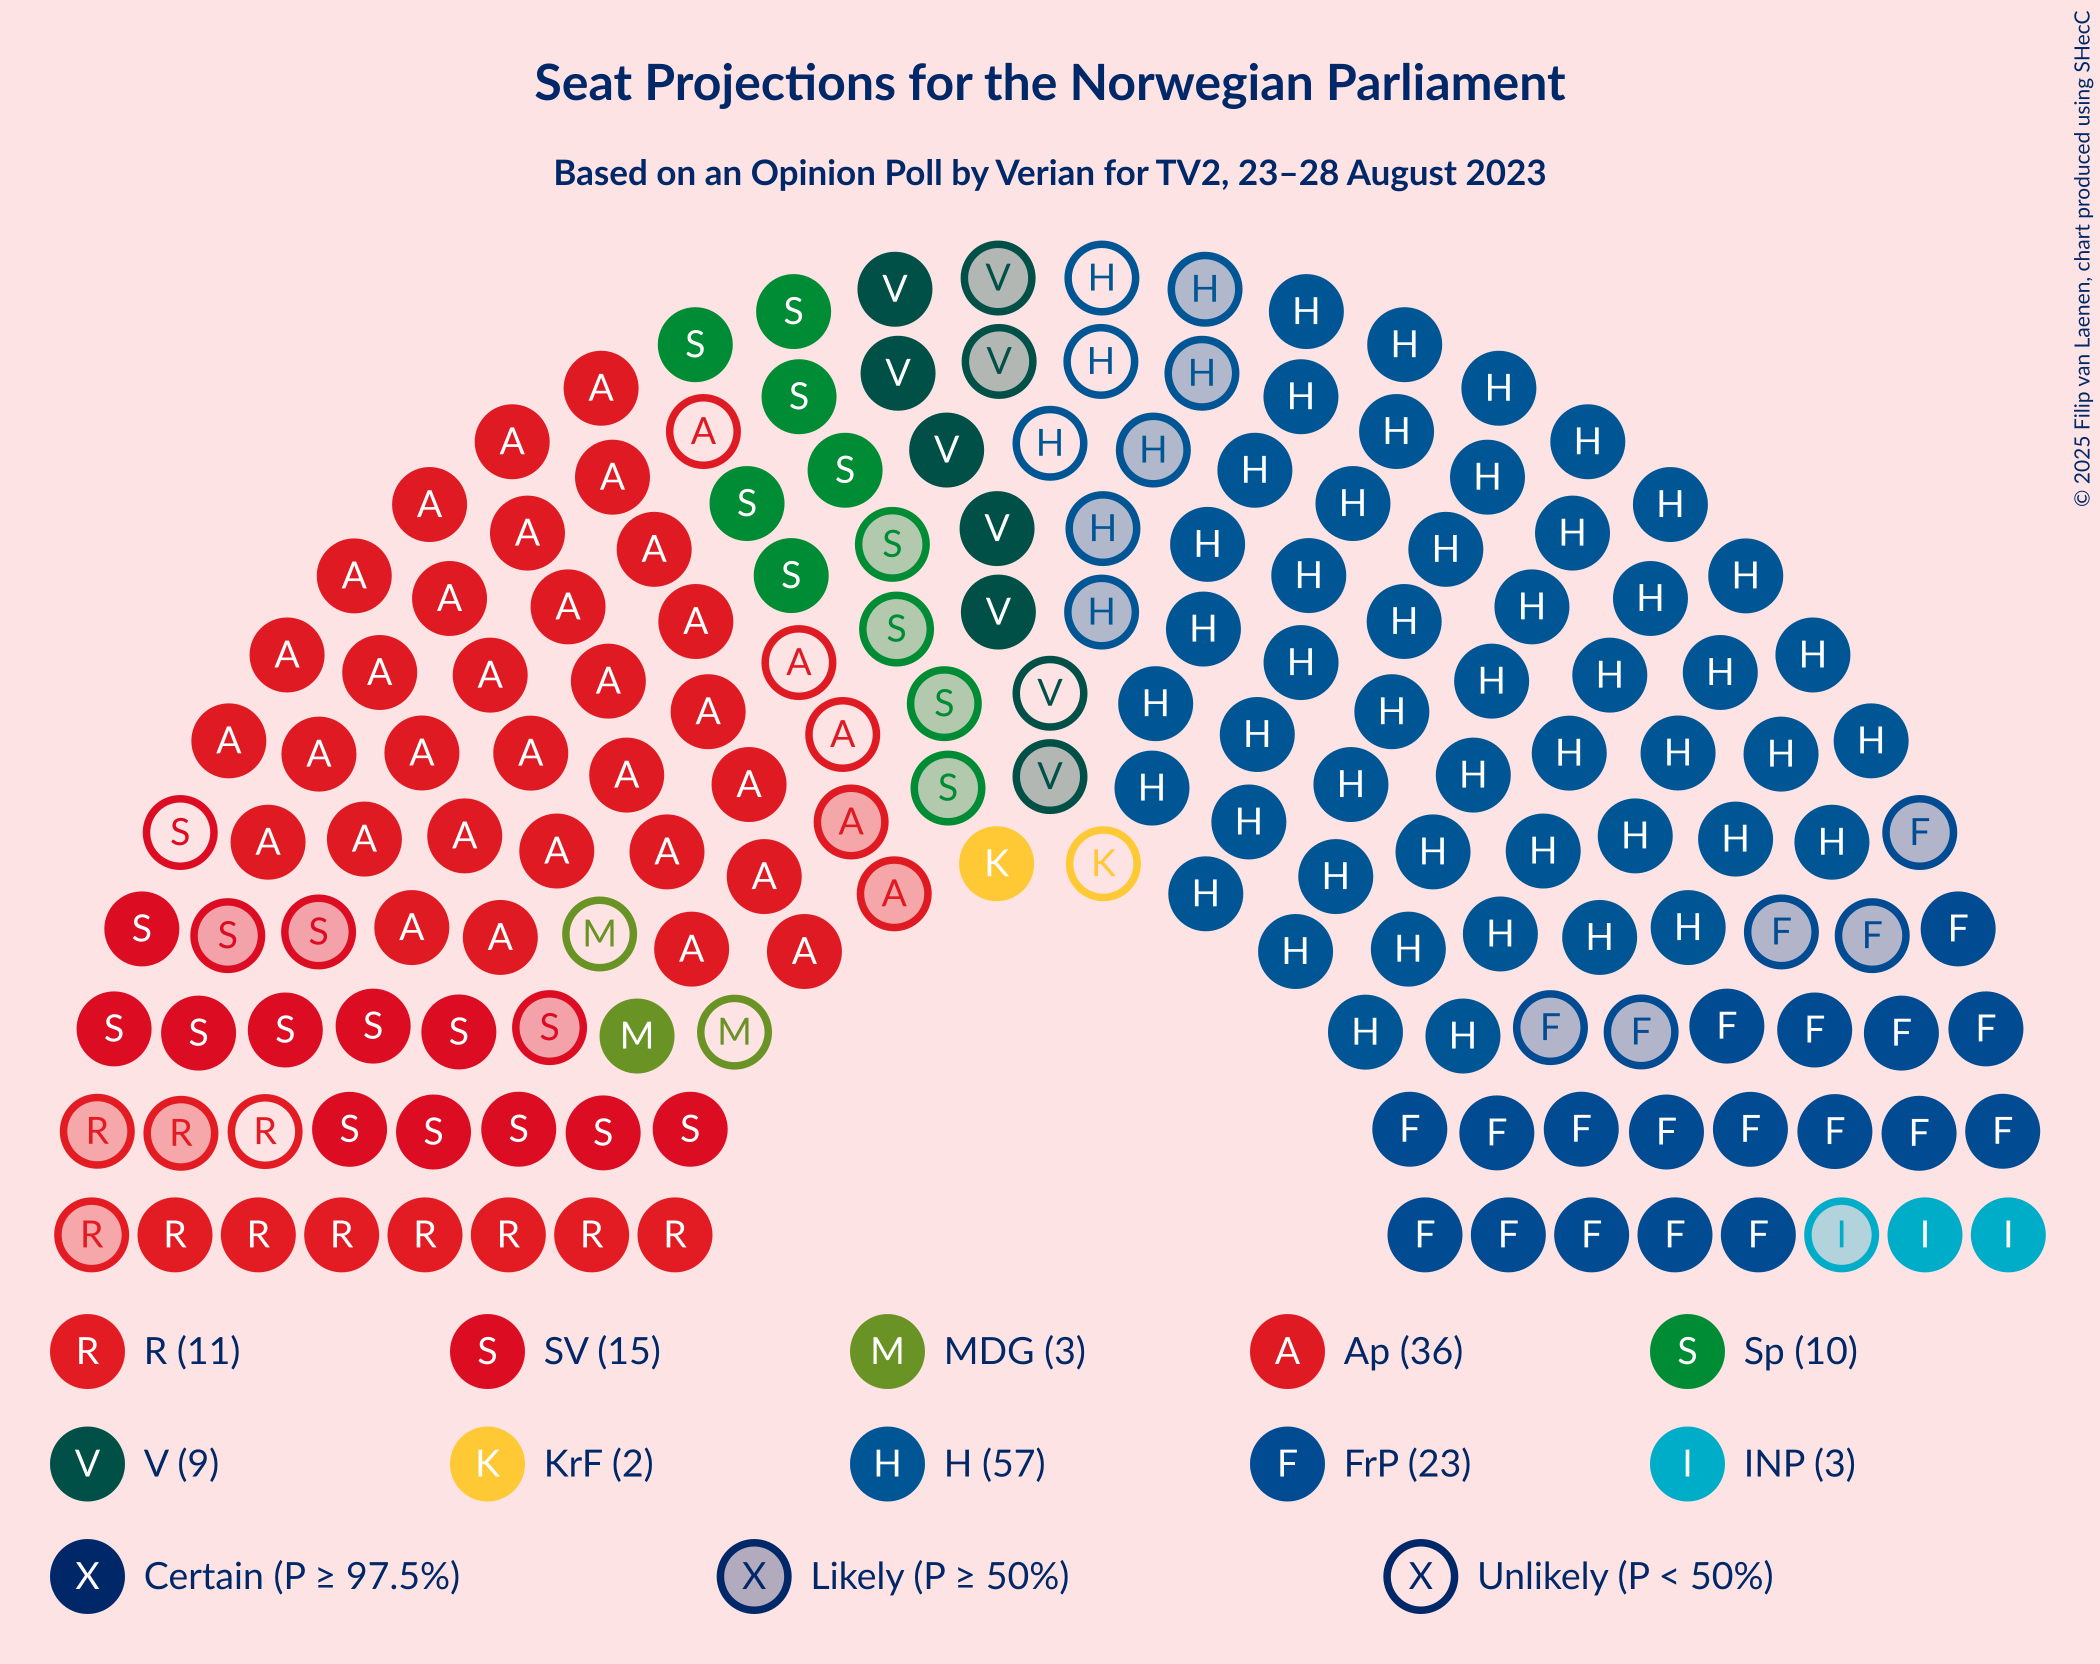 Seat Projections for the Norwegian Parliament
Based on an Opinion Poll by Verian for TV2, 23–28 August 2023
© 2025 Filip van Laenen, chart produced using SHecC
V V H H
S S H H
V V H H
A S H H
A A S H H
V H H
A A S S H H H
S V H H
A A A S H H H H
A A S H H H
S V H H
A A A H H H
A A A H H H
S V H H
A A A H H H
A A A H H H
A A A A S V H H H H H H
S A A A A A A A K K H H H H H H H F
S S S A A M A A A H H H H H H F F F
S S S S S S M M H H F F F F F F
R R R S S S S S F F F F F F F F
R R R R R R R R F F F F F I I I
R R (11) S SV (15) M MDG (3) A Ap (36) S Sp (10)
V V (9) K KrF (2) H H (57) F FrP (23) I INP (3)
X Certain (P ≥ 97.5%) X Likely (P ≥ 50%) X Unlikely (P < 50%)